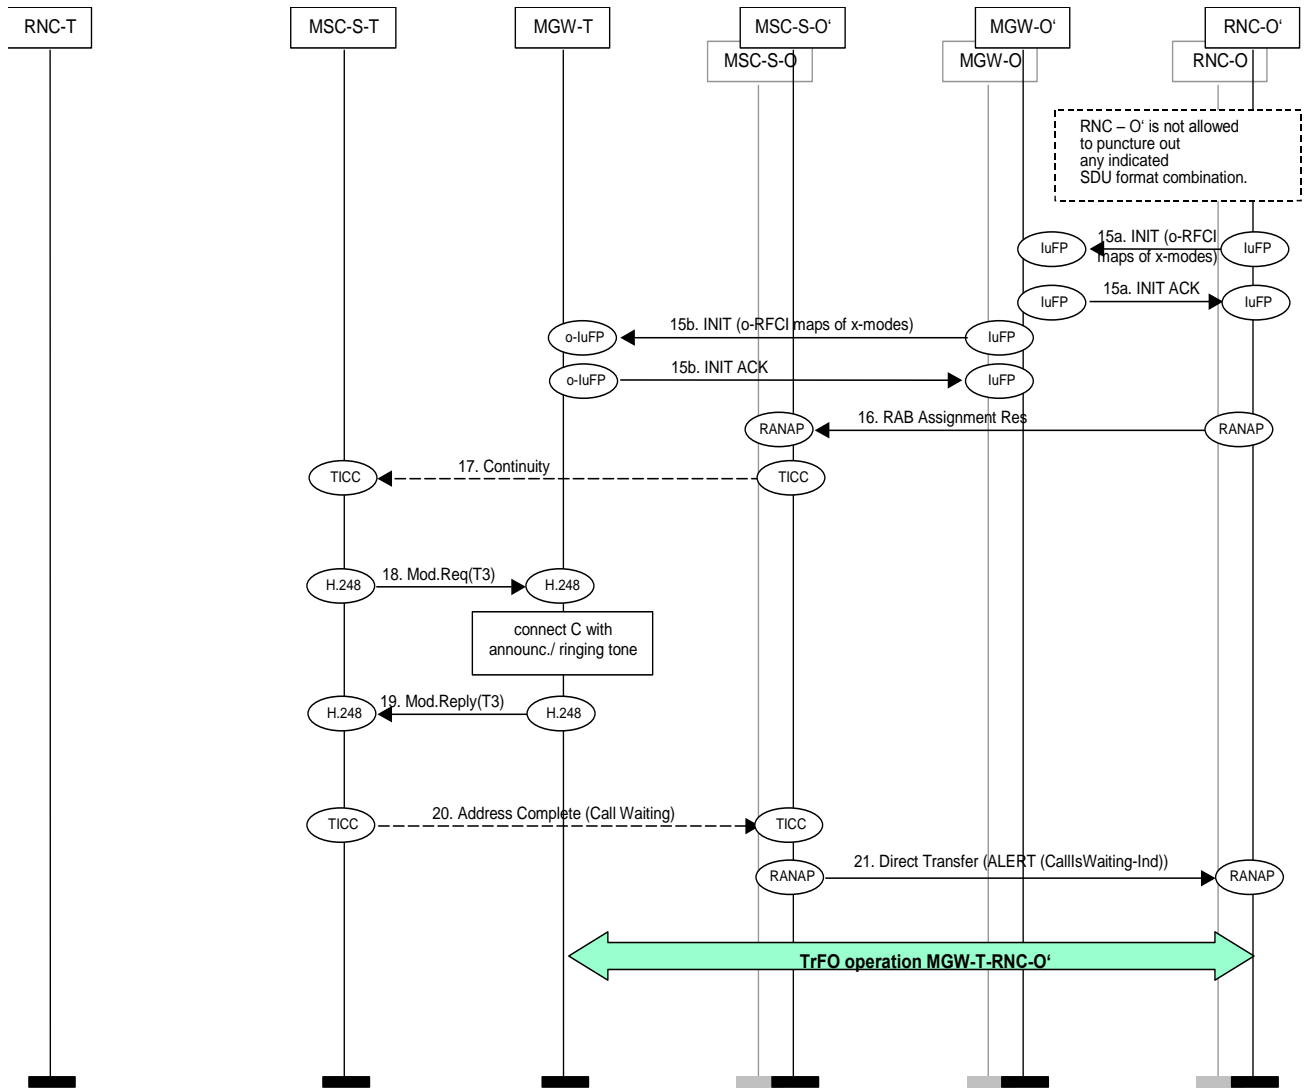 RNC-T
MSC-S-T
MGW-T
MSC-S-O‘
MGW-O‘
RNC-O‘
MSC-S-O
MGW-O
RNC-O
RNC – O‘ is not allowed
to puncture out
any indicated
SDU format combination.
IuFP
15a. INIT (o-RFCI
maps of x-modes)
IuFP
IuFP
15a. INIT ACK
IuFP
o-IuFP
15b. INIT (o-RFCI maps of x-modes)
IuFP
o-IuFP
15b. INIT ACK
IuFP
RANAP
16. RAB Assignment Res
RANAP
TICC
17. Continuity
TICC
H.248
18. Mod.Req(T3)
H.248
connect C with
announc./ ringing tone
H.248
19. Mod.Reply(T3)
H.248
TICC
20. Address Complete (Call Waiting)
TICC
RANAP
21. Direct Transfer (ALERT (CallIsWaiting-Ind))
RANAP
TrFO operation MGW-T-RNC-O‘